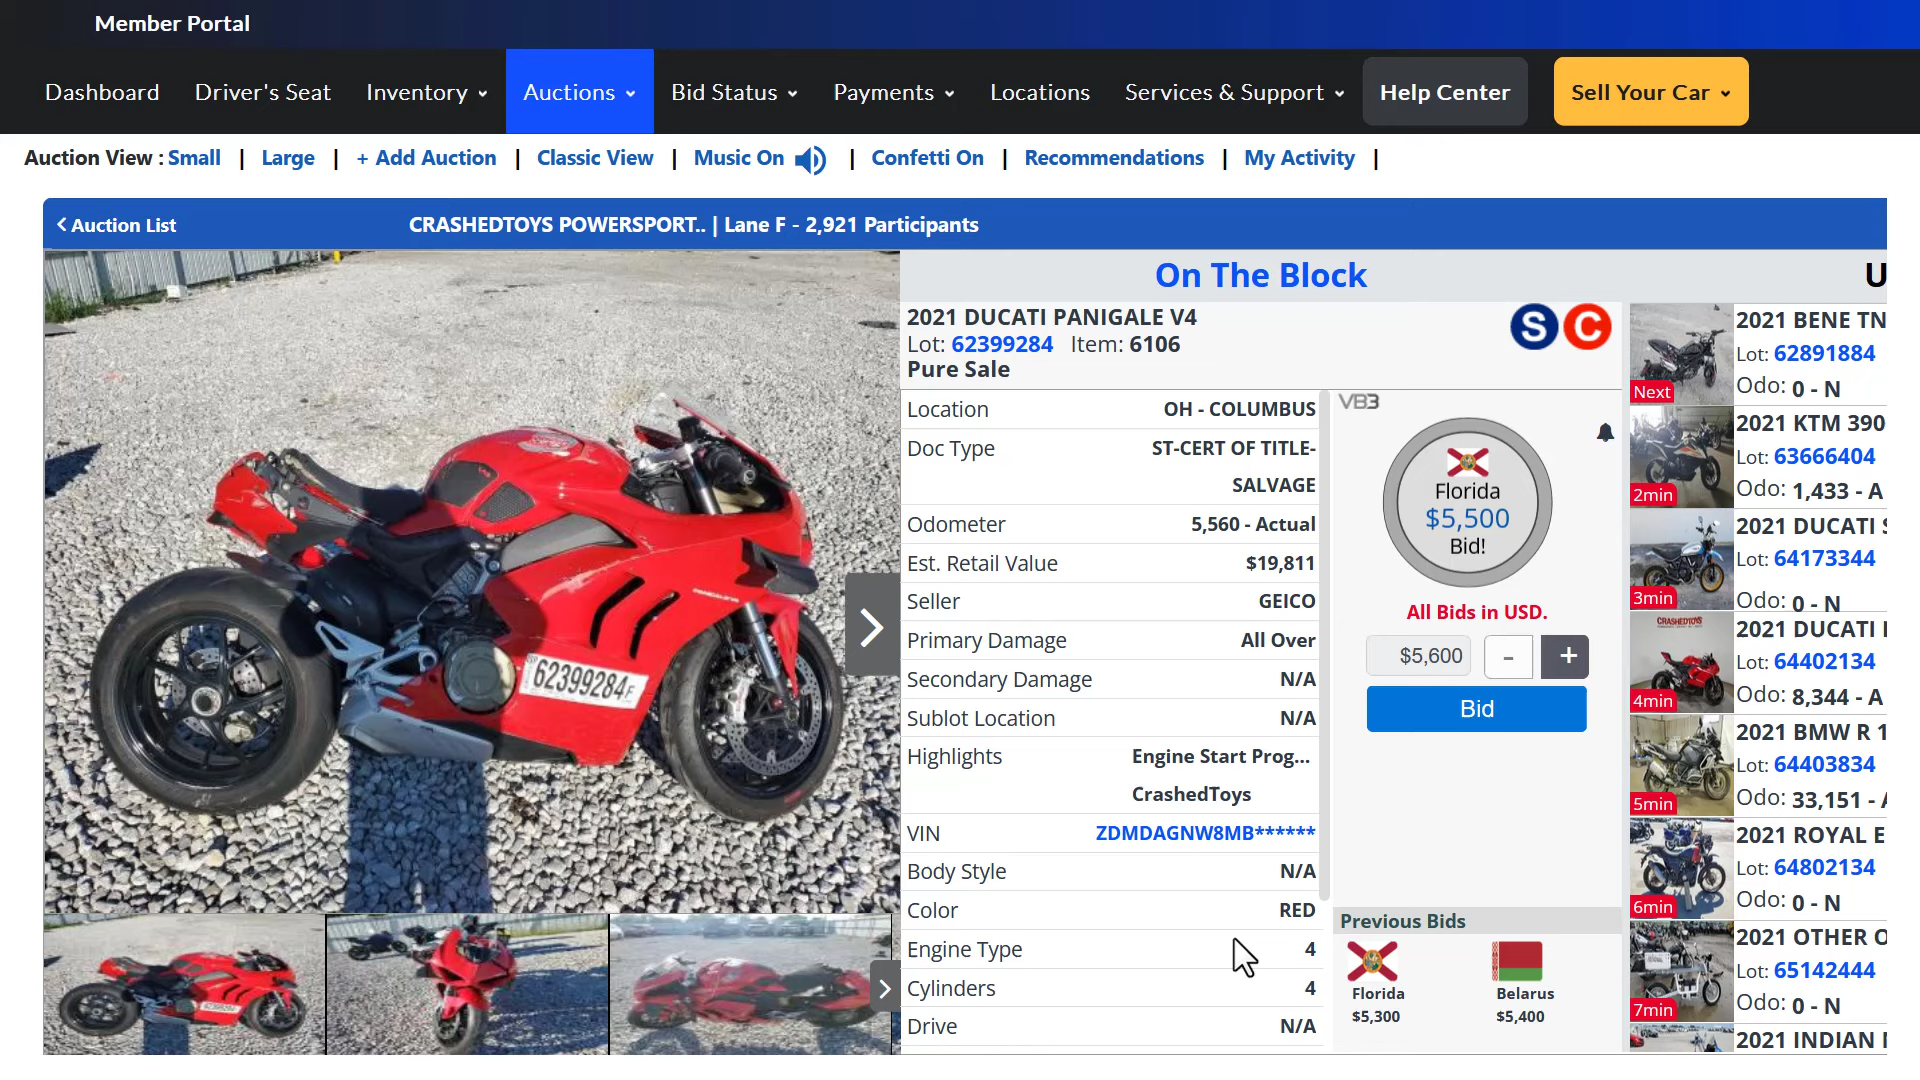 Member Portal
Dashboard Driver's Seat Inventory Auctions Bid Status Payments Locations Services & Support Help Center Sell Your Car
Auction View : Small | Large | + Add Auction | Classic View | Music On | Confetti On | Recommendations | My Activity |
Auction List
CRASHEDTOYS POWERSPORT.. | Lane F - 2,921 Participants
On The Block
2021 DUCATI PANIGALE V4
Lot: 62399284 Item: 6106
Pure Sale
S C
Location OH - COLUMBUS
Doc Type ST-CERT OF TITLE-
SALVAGE
Odometer 5,560 - Actual
Est. Retail Value $19,811
Seller GEICO
Primary Damage All Over
Secondary Damage N/A
Sublot Location N/A
Highlights Engine Start Prog...
CrashedToys
VIN ZDMDAGNW8MB******
Body Style N/A
Color RED
Engine Type 4
Cylinders 4
Drive N/A
62399284F
VB3
Florida
$5,500
Bid!
All Bids in USD.
$5,600 - +
Bid
Previous Bids
Florida
$5,300
Belarus
$5,400
U
2021 BENE TN
Lot: 62891884
Odo: 0 - N
Next
2021 KTM 390
Lot: 63666404
Odo: 1,433 - A
2min
2021 DUCATI S
Lot: 64173344
Odo: 0 - N
3min
CRASHEDTOYS
2021 DUCATI
Lot: 64402134
Odo: 8,344 - A
4min
2021 BMW R 1
Lot: 64403834
Odo: 33,151 - A
5min
2021 ROYAL E
Lot: 64802134
Odo: 0 - N
6min
2021 OTHER O
Lot: 65142444
Odo: 0 - N
7min
2021 INDIAN